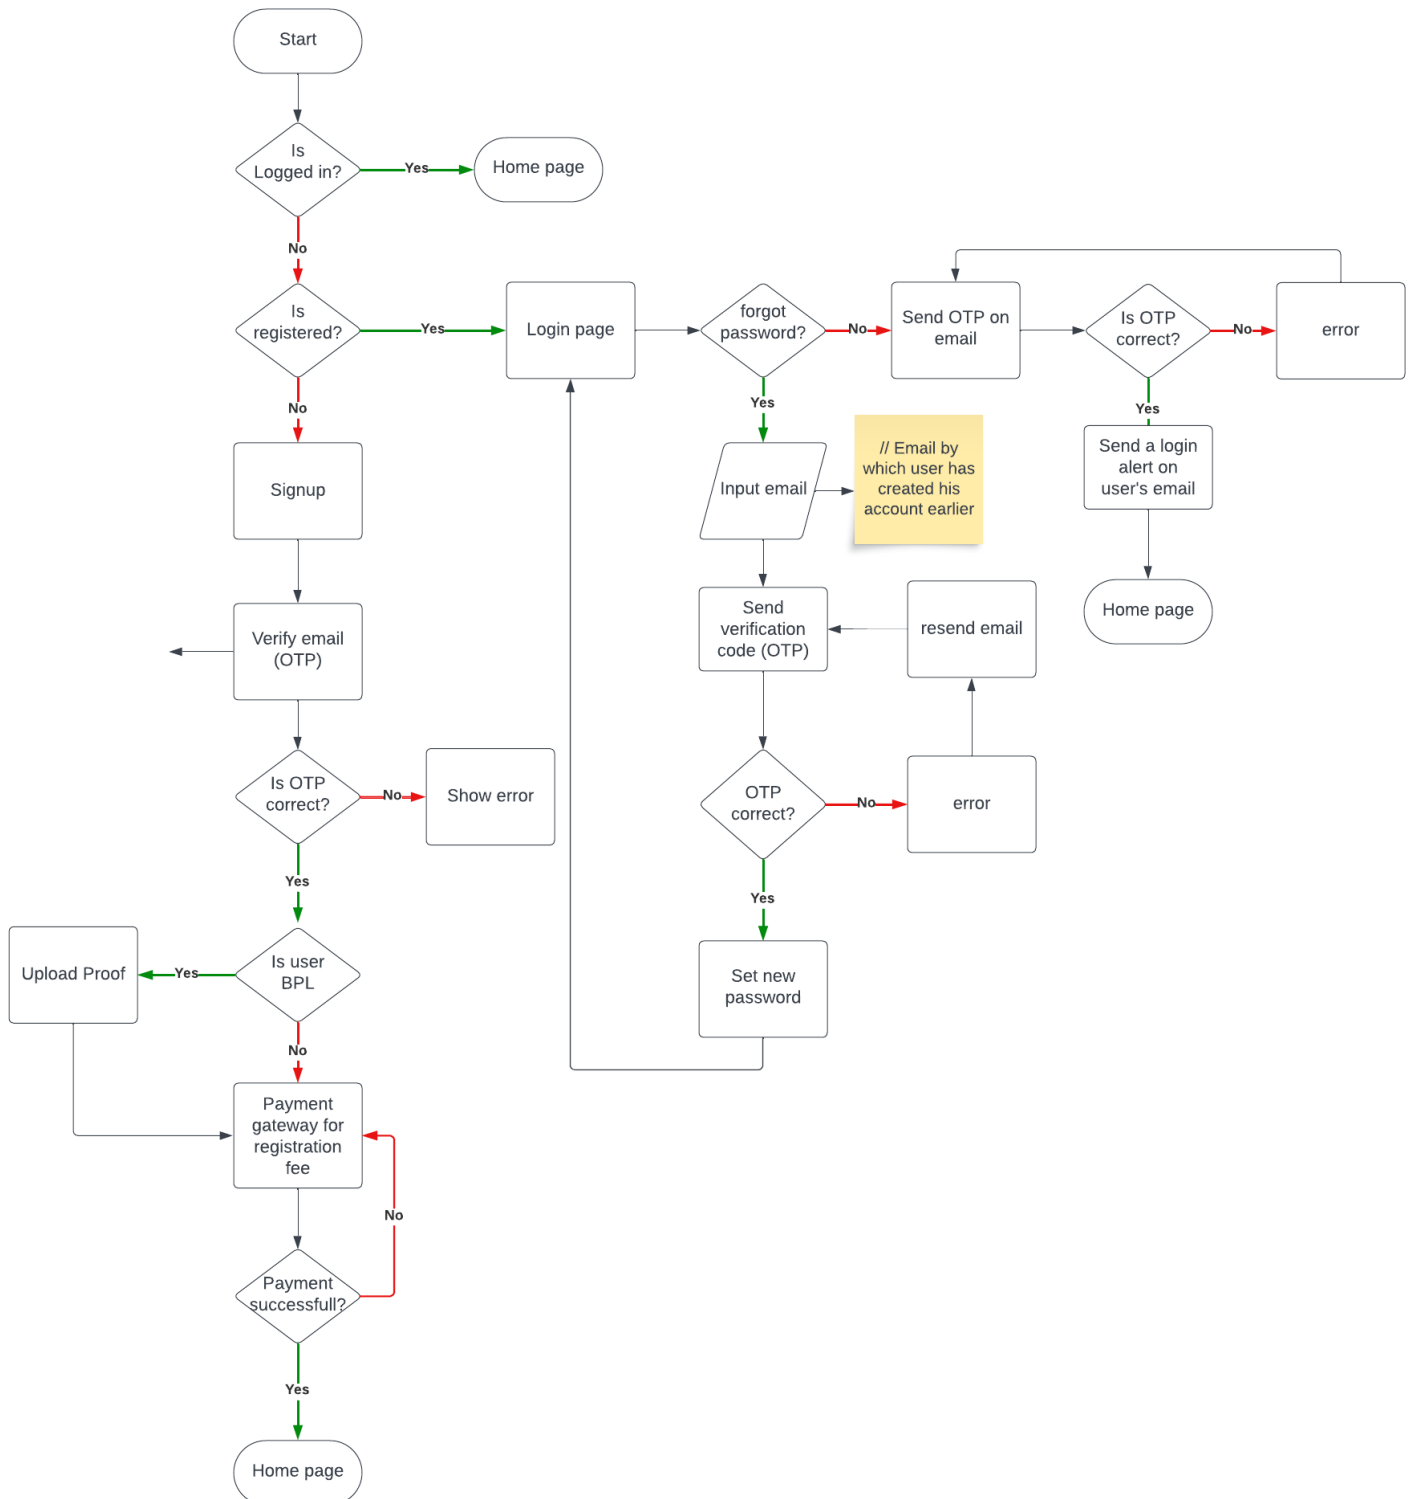 Start
Is
Logged in?
Yes
Home page
No
Is
registered?
Yes
Login page
forgot
password?
No
Send OTP on
email
Is OTP
correct?
No
error
No
Yes
Yes
Signup
Input email
// Email by
which user has
created his
account earlier
Send a login
alert on
user's email
Home page
Verify email
(OTP)
Send
verification
code (OTP)
resend email
Is OTP
correct?
No
Show error
OTP
correct?
No
error
Yes
Yes
Upload Proof
Yes
Is user
BPL
Set new
password
No
Payment
gateway for
registration
fee
No
Payment
successfull?
Yes
Home page